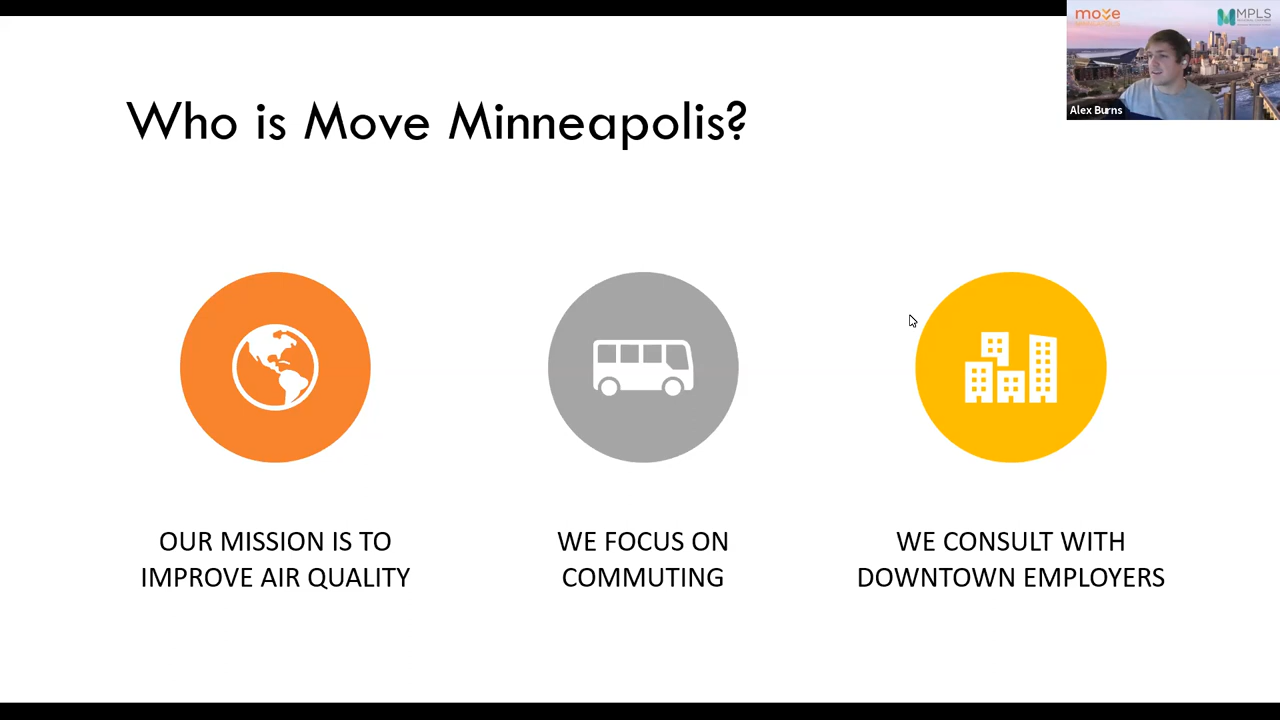 move
MPLS
Alex Burns
Who is Move Minneapolis?
OUR MISSION IS TO
IMPROVE AIR QUALITY
WE FOCUS ON
COMMUTING
WE CONSULT WITH
DOWNTOWN EMPLOYERS